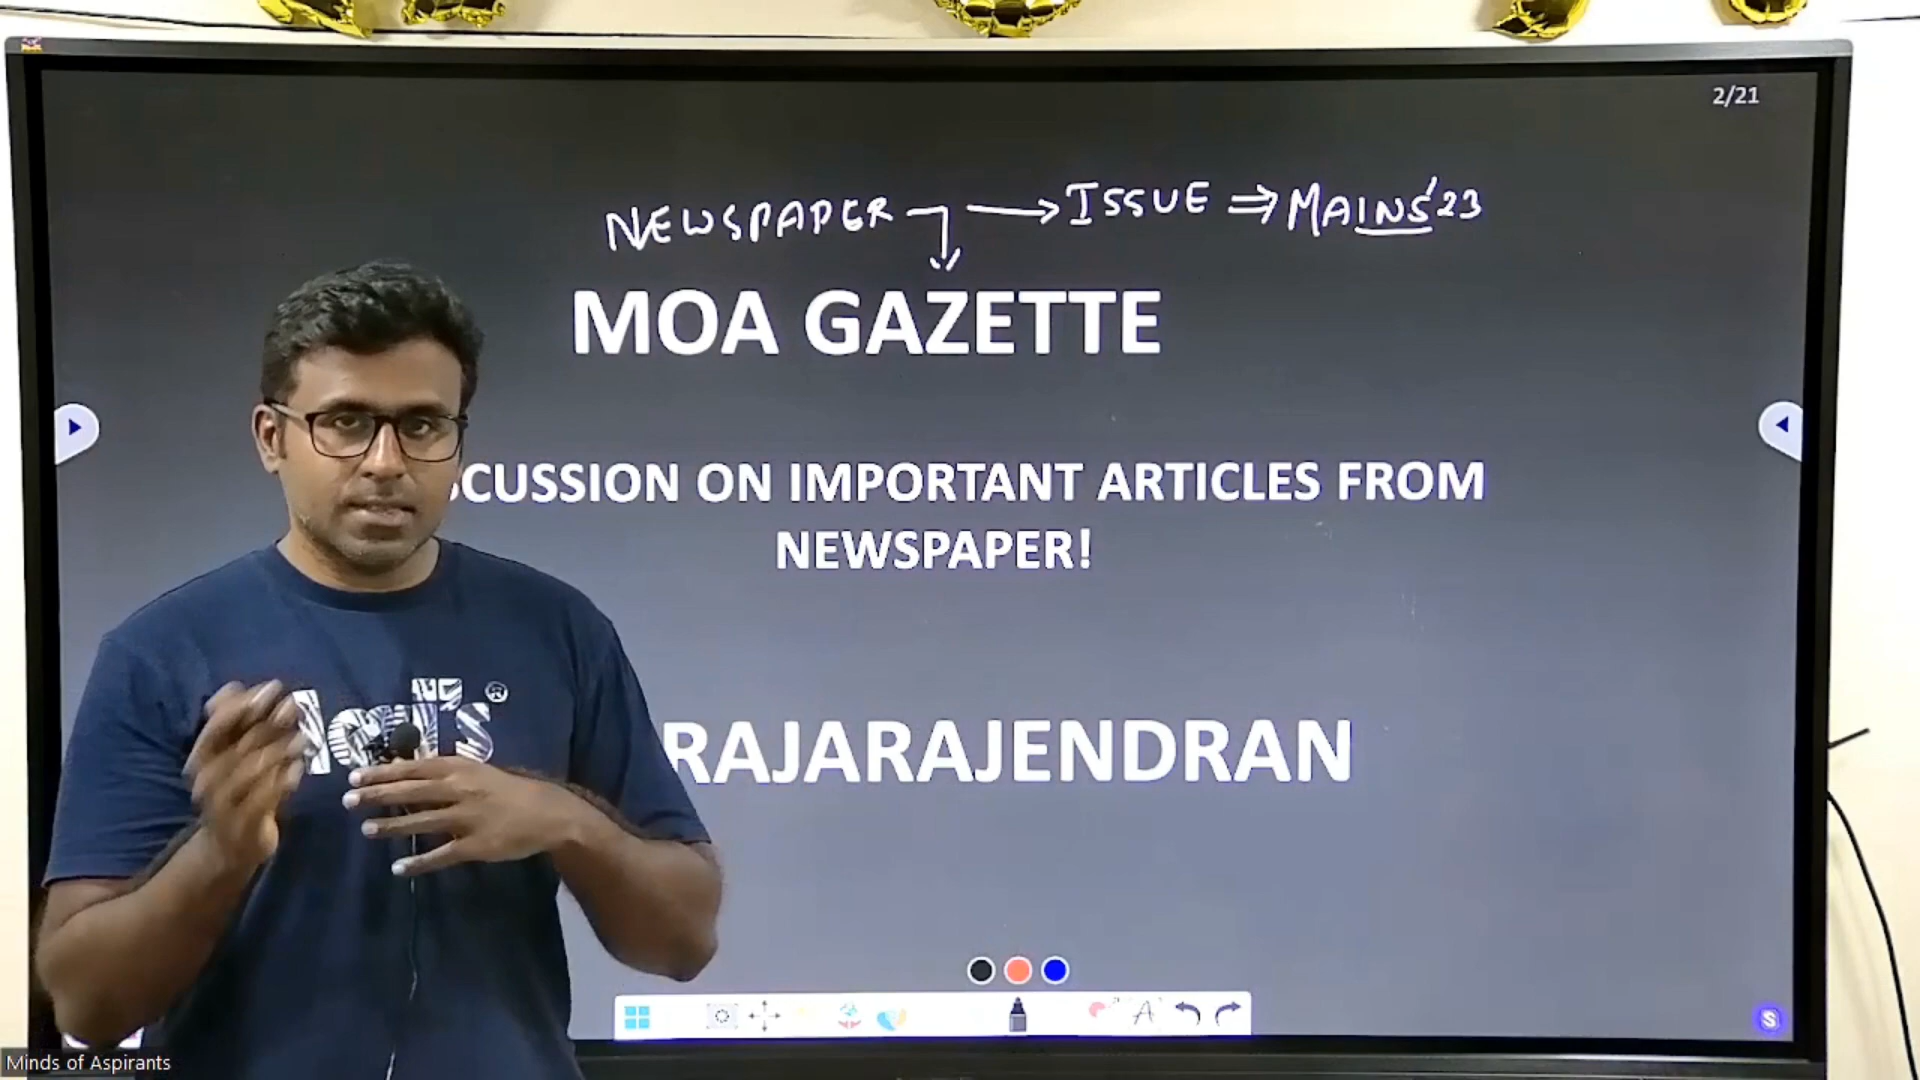 2/21
NEWSPAPER → ISSUE ⇒ MAINS'23
MOA GAZETTE
CUSSION ON IMPORTANT ARTICLES FROM
NEWSPAPER!
RAJARAJENDRAN
Minds of Aspirants